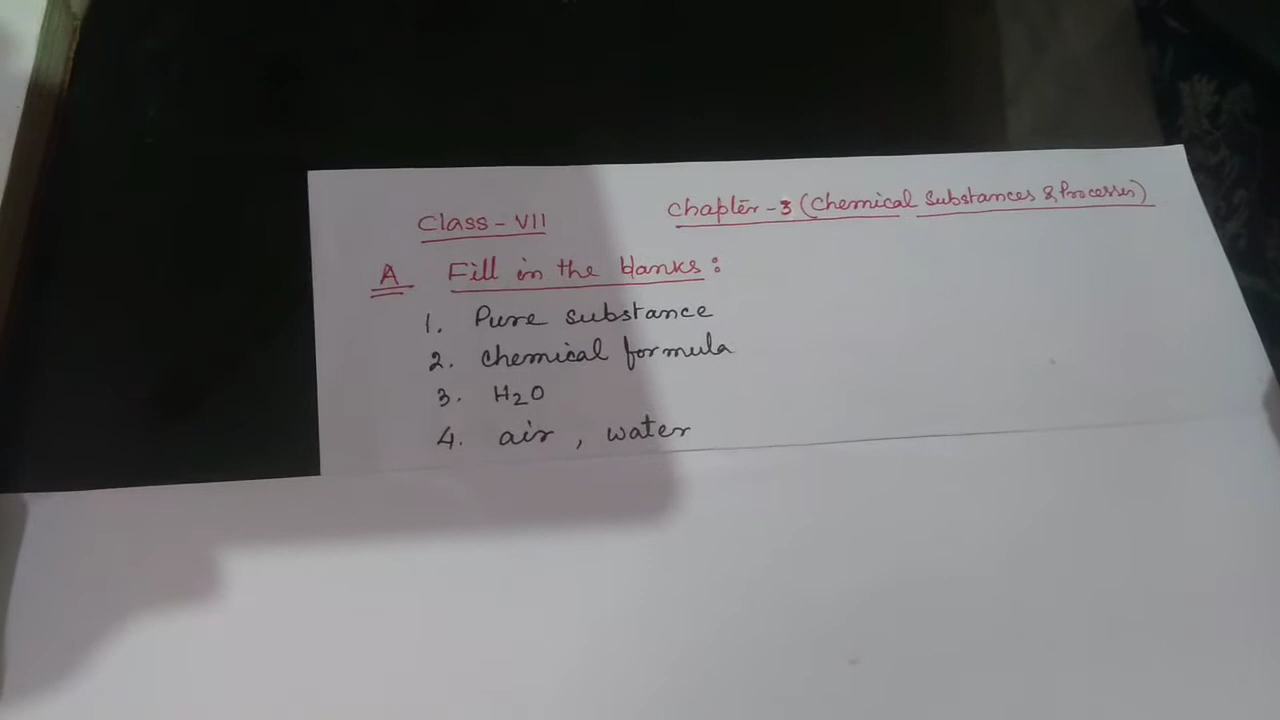 Class - VII
Chapter - 3 (Chemical Substances & Processes)
A Fill in the blanks :
1. Pure substance
2. Chemical formula
3. H2O
4. air , water